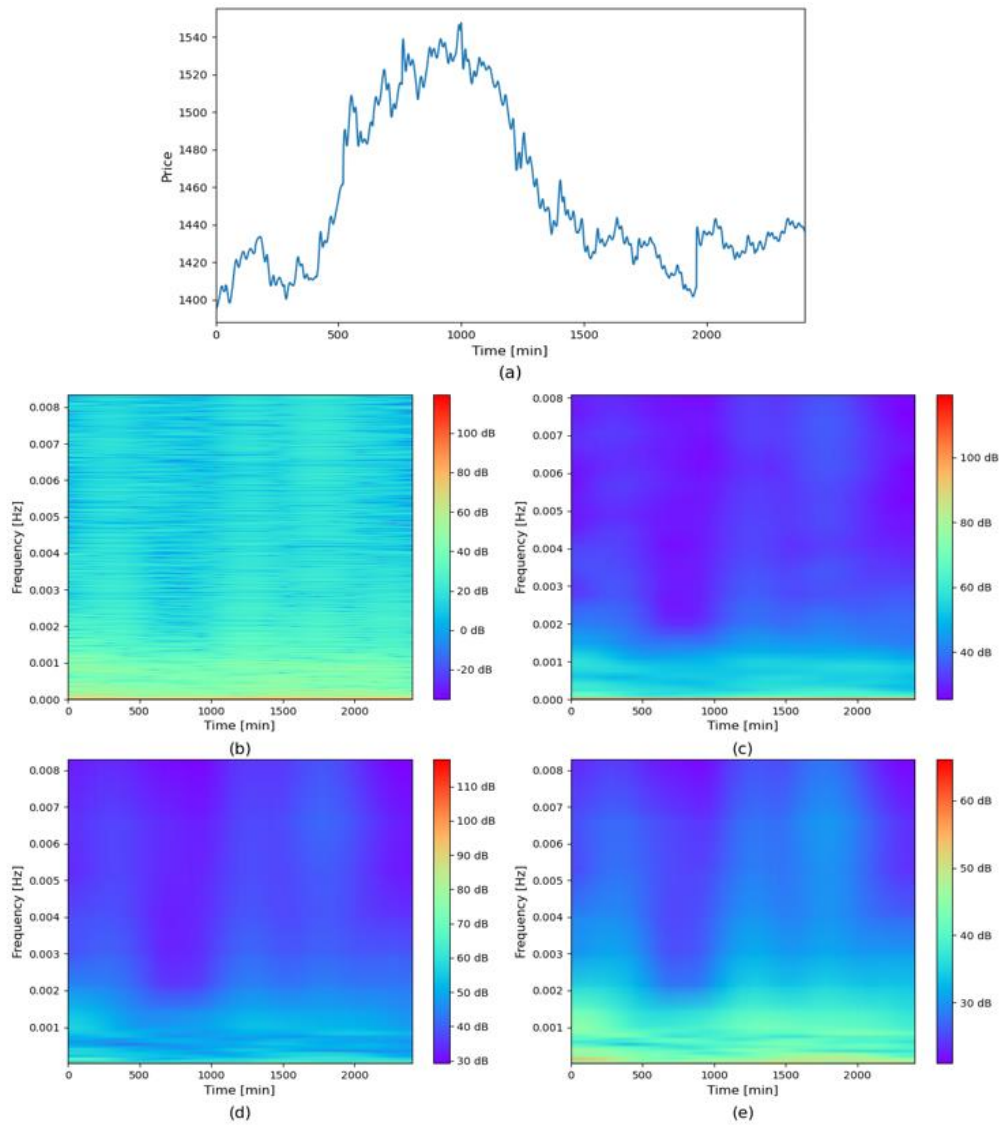 1540
1520
1500
1480
1460
1440
1420
1400
Price
0 500 1000 1500 2000
Time [min]
(a)
0.008
0.007
0.006
0.005
0.004
0.003
0.002
0.001
0.000
Frequency [Hz]
0 500 1000 1500 2000
Time [min]
100 dB
80 dB
60 dB
40 dB
20 dB
0 dB
-20 dB
(b)
0.008
0.007
0.006
0.005
0.004
0.003
0.002
0.001
0.000
Frequency [Hz]
0 500 1000 1500 2000
Time [min]
100 dB
80 dB
60 dB
40 dB
(c)
0.008
0.007
0.006
0.005
0.004
0.003
0.002
0.001
Frequency [Hz]
0 500 1000 1500 2000
Time [min]
110 dB
100 dB
90 dB
80 dB
70 dB
60 dB
50 dB
40 dB
30 dB
(d)
0.008
0.007
0.006
0.005
0.004
0.003
0.002
0.001
Frequency [Hz]
0 500 1000 1500 2000
Time [min]
60 dB
50 dB
40 dB
30 dB
(e)